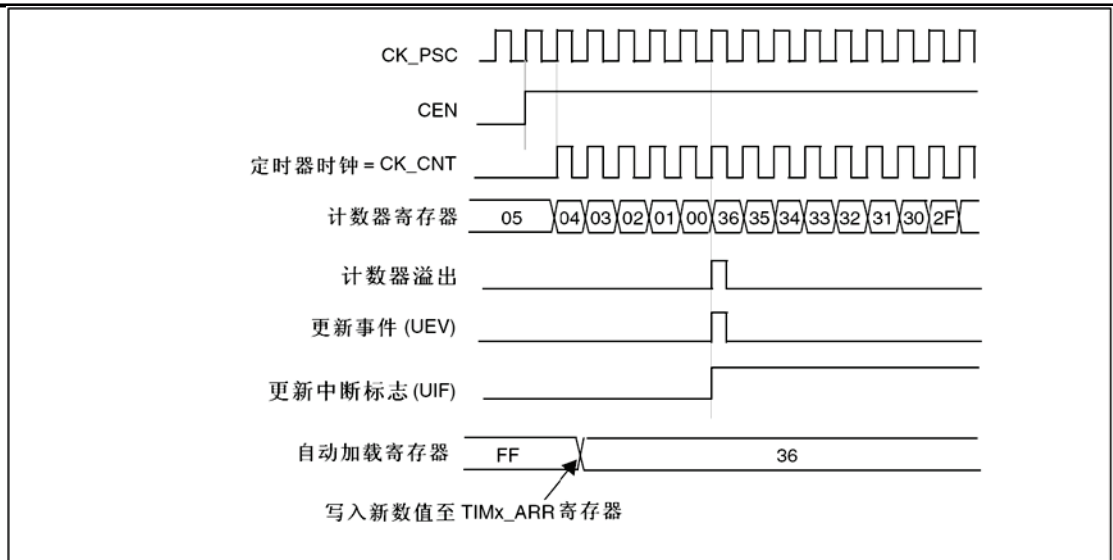 CK_PSC
CEN
定时器时钟 = CK_CNT
计数器寄存器 05 04 03 02 01 00 36 35 34 33 32 31 30 2F
计数器溢出
更新事件 (UEV)
更新中断标志 (UIF)
自动加载寄存器 FF 36
写入新数值至 TIMx_ARR 寄存器